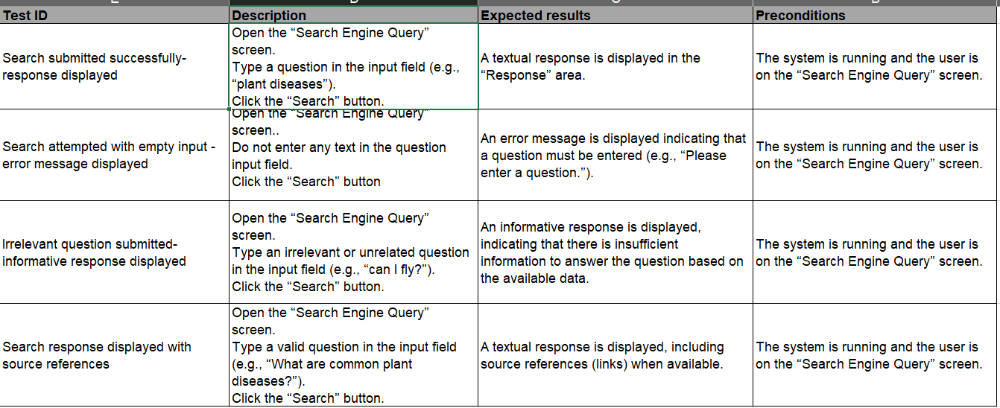 Test ID
Description
Expected results
Preconditions
Search submitted successfully-
response displayed
Open the “Search Engine Query”
screen.
Type a question in the input field (e.g.,
“plant diseases”).
Click the “Search” button.
A textual response is displayed in the
“Response” area.
The system is running and the user is
on the “Search Engine Query” screen.
Search attempted with empty input -
error message displayed
Open the “Search Engine Query”
screen..
Do not enter any text in the question
input field.
Click the “Search” button
An error message is displayed indicating that
a question must be entered (e.g., “Please
enter a question.”).
The system is running and the user is
on the “Search Engine Query” screen.
Irrelevant question submitted-
informative response displayed
Open the “Search Engine Query”
screen.
Type an irrelevant or unrelated question
in the input field (e.g., “can I fly?”).
Click the “Search” button.
An informative response is displayed,
indicating that there is insufficient
information to answer the question based on
the available data.
The system is running and the user is
on the “Search Engine Query” screen.
Search response displayed with
source references
Open the “Search Engine Query”
screen.
Type a valid question in the input field
(e.g., “What are common plant
diseases?”).
Click the “Search” button.
A textual response is displayed, including
source references (links) when available.
The system is running and the user is
on the “Search Engine Query” screen.